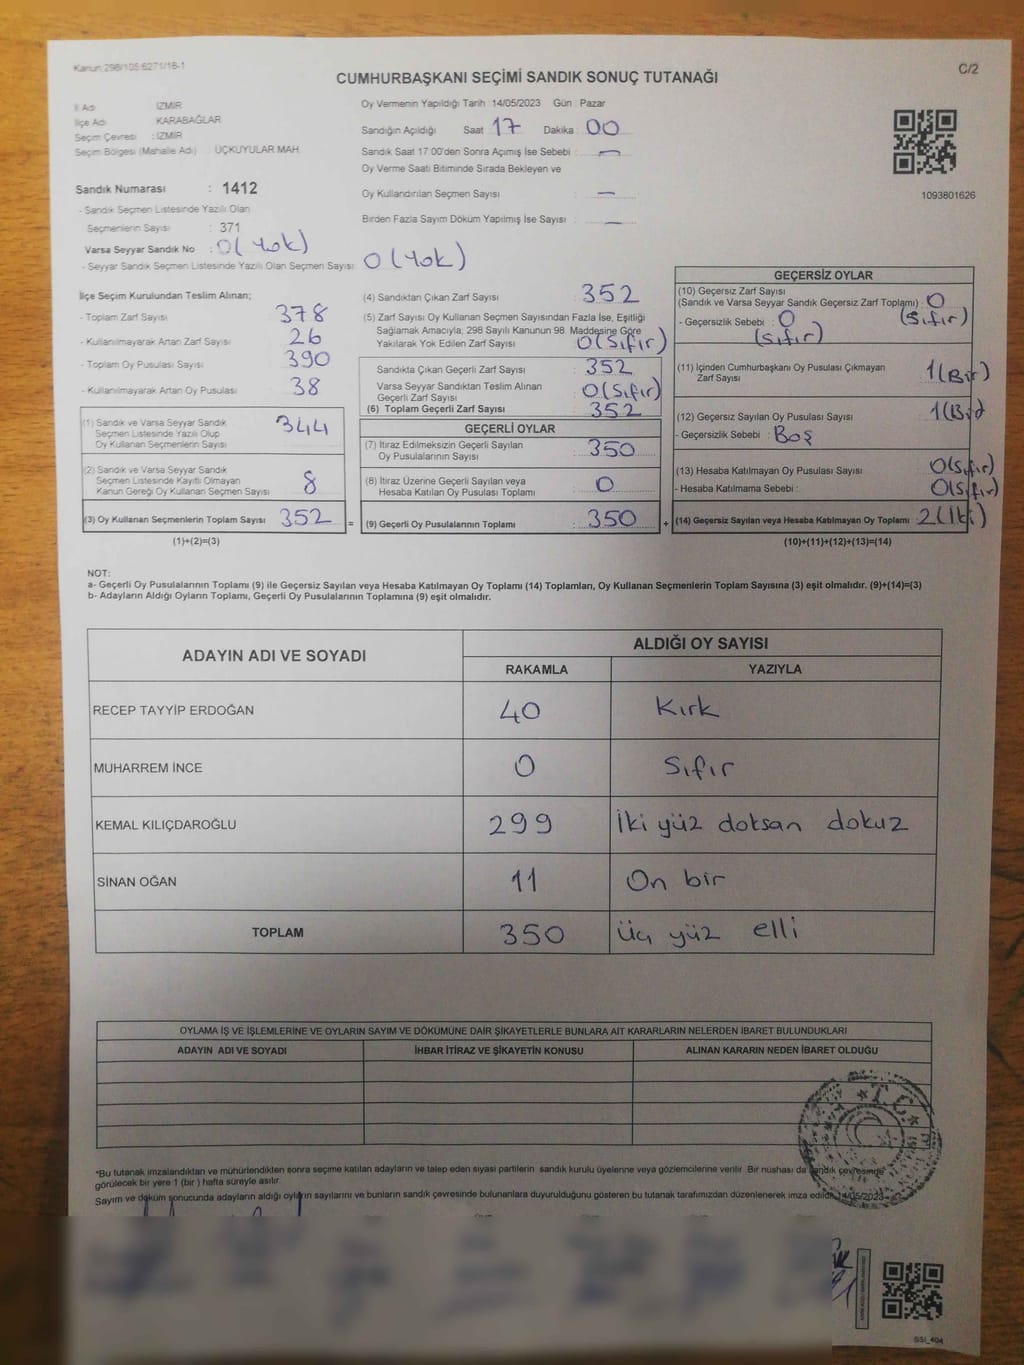 Kanun:298/105:6271/18-1
C/2
CUMHURBAŞKANI SEÇİMİ SANDIK SONUÇ TUTANAĞI
İl Adı İZMİR
İlçe Adı KARABAĞLAR
Seçim Çevresi : İZMİR
Seçim Bölgesi (Mahalle Adı) ÜÇKUYULAR MAH.
Sandık Numarası : 1412
- Sandık Seçmen Listesinde Yazılı Olan
Seçmenlerin Sayısı : 371
Varsa Seyyar Sandık No : 0( Yok)
- Seyyar Sandık Seçmen Listesinde Yazılı Olan Seçmen Sayısı: 0 (Yok)
Oy Vermenin Yapıldığı Tarih :14/05/2023 Gün : Pazar
Sandığın Açıldığı Saat 17 Dakika 00
Sandık Saat 17:00'den Sonra Açımış İse Sebebi : —
Oy Verme Saati Bitiminde Sırada Bekleyen ve
Oy Kullandırılan Seçmen Sayısı : —
Birden Fazla Sayım Döküm Yapılmış İse Sayısı : —
1093801626
İlçe Seçim Kurulundan Teslim Alınan;
- Toplam Zarf Sayısı 378
- Kullanılmayarak Artan Zarf Sayısı 26
- Toplam Oy Pusulası Sayısı 390
- Kullanılmayarak Artan Oy Pusulası 38
(1) Sandık ve Varsa Seyyar Sandık
Seçmen Listesinde Yazılı Olup
Oy Kullanan Seçmenlerin Sayısı 344
(2) Sandık ve Varsa Seyyar Sandık
Seçmen Listesinde Kayıtlı Olmayan
Kanun Gereği Oy Kullanan Seçmen Sayısı 8
(3) Oy Kullanan Seçmenlerin Toplam Sayısı 352 =
(1)+(2)=(3)
(4) Sandıktan Çıkan Zarf Sayısı : 352
(5) Zarf Sayısı Oy Kullanan Seçmen Sayısından Fazla İse, Eşitliği
Sağlamak Amacıyla; 298 Sayılı Kanunun 98. Maddesine Göre
Yakılarak Yok Edilen Zarf Sayısı 0(Sıfır)
Sandıkta Çıkan Geçerli Zarf Sayısı : 352
Varsa Seyyar Sandıktan Teslim Alınan
Geçerli Zarf Sayısı : 0(Sıfır)
(6) Toplam Geçerli Zarf Sayısı : 352
GEÇERLİ OYLAR
(7) İtiraz Edilmeksizin Geçerli Sayılan
Oy Pusulalarının Sayısı : 350
(8) İtiraz Üzerine Geçerli Sayılan veya
Hesaba Katılan Oy Pusulası Toplamı : 0
(9) Geçerli Oy Pusulalarının Toplamı : 350 +
GEÇERSİZ OYLAR
(10) Geçersiz Zarf Sayısı
(Sandık ve Varsa Seyyar Sandık Geçersiz Zarf Toplamı) : 0 (Sıfır)
- Geçersizlik Sebebi : 0 (sıfır)
(11) İçinden Cumhurbaşkanı Oy Pusulası Çıkmayan
Zarf Sayısı 1(Bir)
(12) Geçersiz Sayılan Oy Pusulası Sayısı 1(Bir)
- Geçersizlik Sebebi : Boş
(13) Hesaba Katılmayan Oy Pusulası Sayısı 0(Sıfır)
- Hesaba Katılmama Sebebi : 0(Sıfır)
(14) Geçersiz Sayılan veya Hesaba Katılmayan Oy Toplamı : 2(İki)
(10)+(11)+(12)+(13)=(14)
NOT:
a- Geçerli Oy Pusulalarının Toplamı (9) ile Geçersiz Sayılan veya Hesaba Katılmayan Oy Toplamı (14) Toplamları, Oy Kullanan Seçmenlerin Toplam Sayısına (3) eşit olmalıdır. (9)+(14)=(3)
b- Adayların Aldığı Oyların Toplamı, Geçerli Oy Pusulalarının Toplamına (9) eşit olmalıdır.
ADAYIN ADI VE SOYADI ALDIĞI OY SAYISI
RAKAMLA YAZIYLA
RECEP TAYYİP ERDOĞAN 40 Kırk
MUHARREM İNCE 0 Sıfır
KEMAL KILIÇDAROĞLU 299 İki yüz doksan dokuz
SİNAN OĞAN 11 On bir
TOPLAM 350 üç yüz elli
OYLAMA İŞ VE İŞLEMLERİNE VE OYLARIN SAYIM VE DÖKÜMÜNE DAİR ŞİKAYETLERLE BUNLARA AİT KARARLARIN NELERDEN İBARET BULUNDUKLARI
ADAYIN ADI VE SOYADI İHBAR İTİRAZ VE ŞİKAYETİN KONUSU ALINAN KARARIN NEDEN İBARET OLDUĞU
T.C.
*Bu tutanak imzalandıktan ve mühürlendikten sonra seçime katılan adayların ve talep eden siyasi partilerin sandık kurulu üyelerine veya gözlemcilerine verilir. Bir nüshası da sandık çevresinde
görülecek bir yere 1 (bir ) hafta süreyle asılır.
Sayım ve döküm sonucunda adayların aldığı oyların sayılarını ve bunların sandık çevresinde bulunanlara duyurulduğunu gösteren bu tutanak tarafımızdan düzenlenerek imza edildi. 14/05/2023
SSİ_404